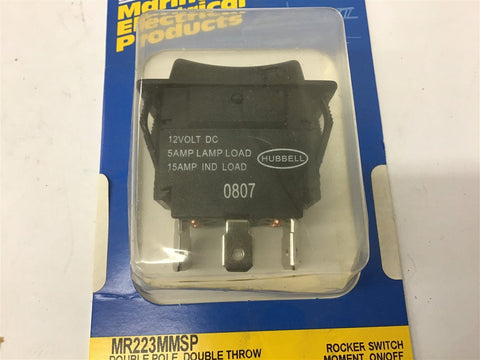 Marine
Electrical
Products
12VOLT DC
5AMP LAMP LOAD
15AMP IND LOAD
HUBBELL
0807
MR223MMSP
DOUBLE POLE, DOUBLE THROW
ROCKER SWITCH
MOMENT. ON/OFF